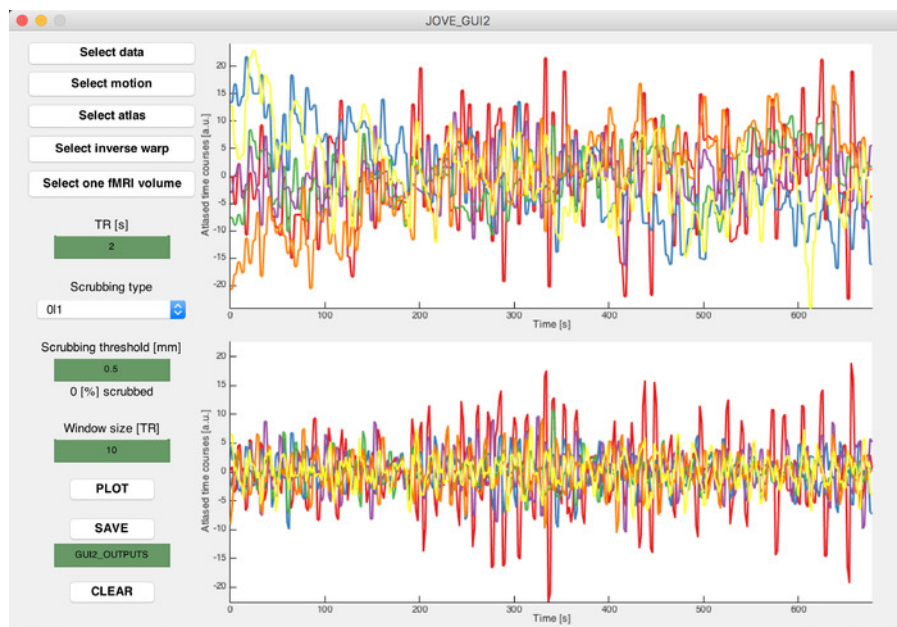 JOVE_GUI2
Select data
Select motion
Select atlas
Select inverse warp
Select one fMRI volume
TR [s]
2
Scrubbing type
0|1
Scrubbing threshold [mm]
0.5
0 [%] scrubbed
Window size [TR]
10
PLOT
SAVE
GUI2_OUTPUTS
CLEAR
Atlased time courses [a.u.]
20
15
10
5
0
-5
-10
-15
-20
0 100 200 300 400 500 600
Time [s]
Atlased time courses [a.u.]
20
15
10
5
0
-5
-10
-15
-20
0 100 200 300 400 500 600
Time [s]